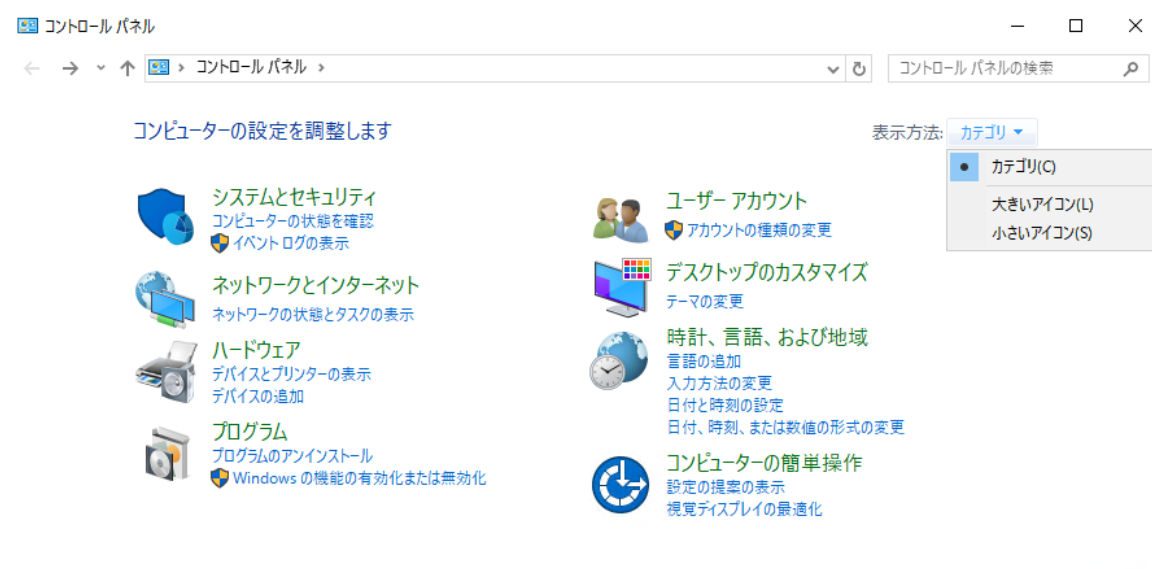 コントロール パネル
コントロール パネル
コントロール パネルの検索
コンピューターの設定を調整します
表示方法: カテゴリ
カテゴリ(C)
大きいアイコン(L)
小さいアイコン(S)
システムとセキュリティ
コンピューターの状態を確認
イベント ログの表示
ネットワークとインターネット
ネットワークの状態とタスクの表示
ハードウェア
デバイスとプリンターの表示
デバイスの追加
プログラム
プログラムのアンインストール
Windows の機能の有効化または無効化
ユーザー アカウント
アカウントの種類の変更
デスクトップのカスタマイズ
テーマの変更
時計、言語、および地域
言語の追加
入力方法の変更
日付と時刻の設定
日付、時刻、または数値の形式の変更
コンピューターの簡単操作
設定の提案の表示
視覚ディスプレイの最適化